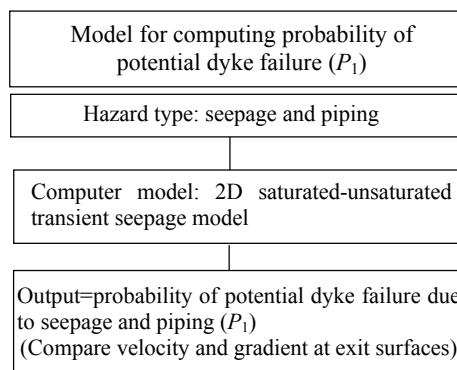 Model for computing probability of
potential dyke failure (P1)
Hazard type: seepage and piping
Computer model: 2D saturated-unsaturated
transient seepage model
Output=probability of potential dyke failure due
to seepage and piping (P1)
(Compare velocity and gradient at exit surfaces)